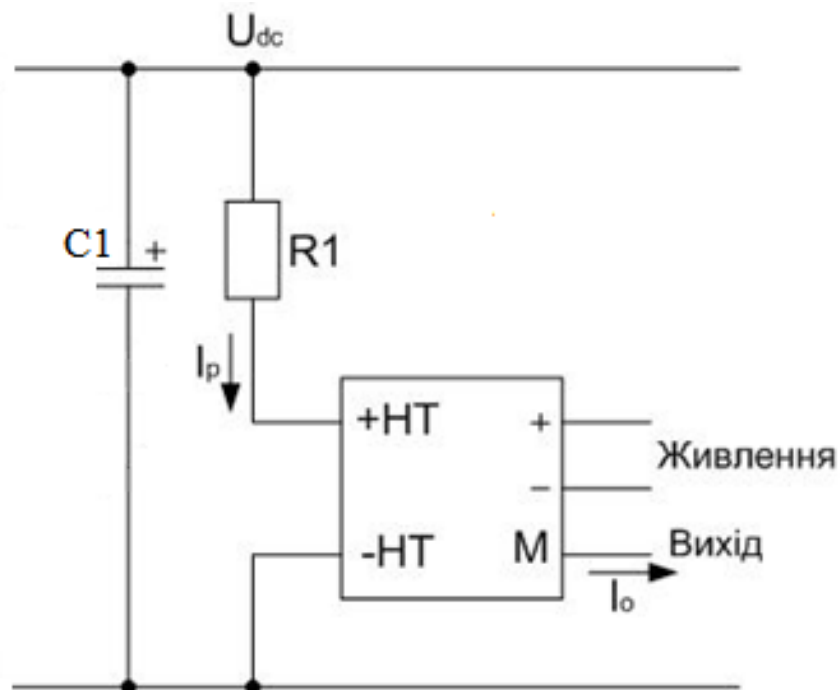 Udc
C1 +
R1
Ip
+HT +
Живлення
−
-HT M Вихід
Io